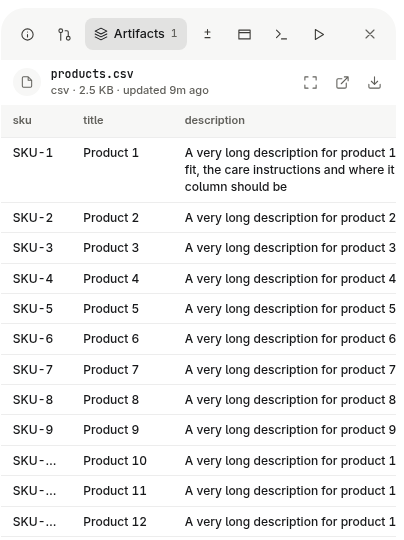 Artifacts 1
products.csv
csv · 2.5 KB · updated 9m ago
sku title description
SKU-1 Product 1 A very long description for product 1
fit, the care instructions and where it
column should be
SKU-2 Product 2 A very long description for product 2
SKU-3 Product 3 A very long description for product 3
SKU-4 Product 4 A very long description for product 4
SKU-5 Product 5 A very long description for product 5
SKU-6 Product 6 A very long description for product 6
SKU-7 Product 7 A very long description for product 7
SKU-8 Product 8 A very long description for product 8
SKU-9 Product 9 A very long description for product 9
SKU-... Product 10 A very long description for product 1
SKU-... Product 11 A very long description for product 1
SKU-... Product 12 A very long description for product 1